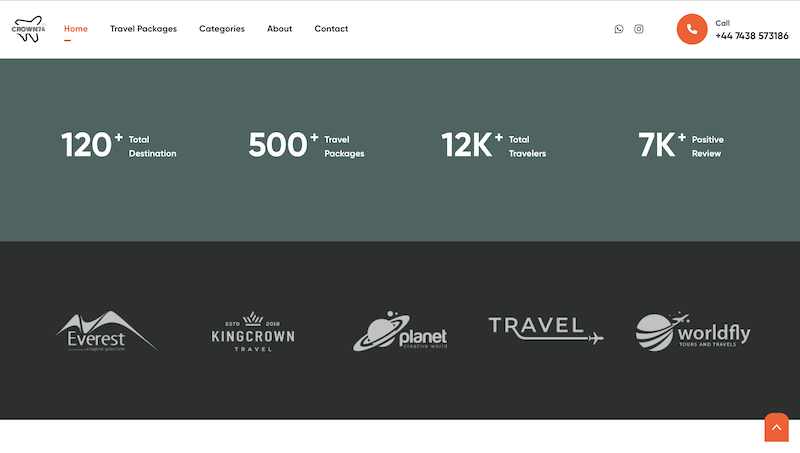 CROWN74
Home
Travel Packages
Categories
About
Contact
Call
+44 7438 573186
120+ Total
Destination
500+ Travel
Packages
12K+ Total
Travelers
7K+ Positive
Review
Everest
a tagline goes here
ESTD 2018
KINGCROWN
TRAVEL
planet
creative world
TRAVEL
worldfly
TOURS AND TRAVELS